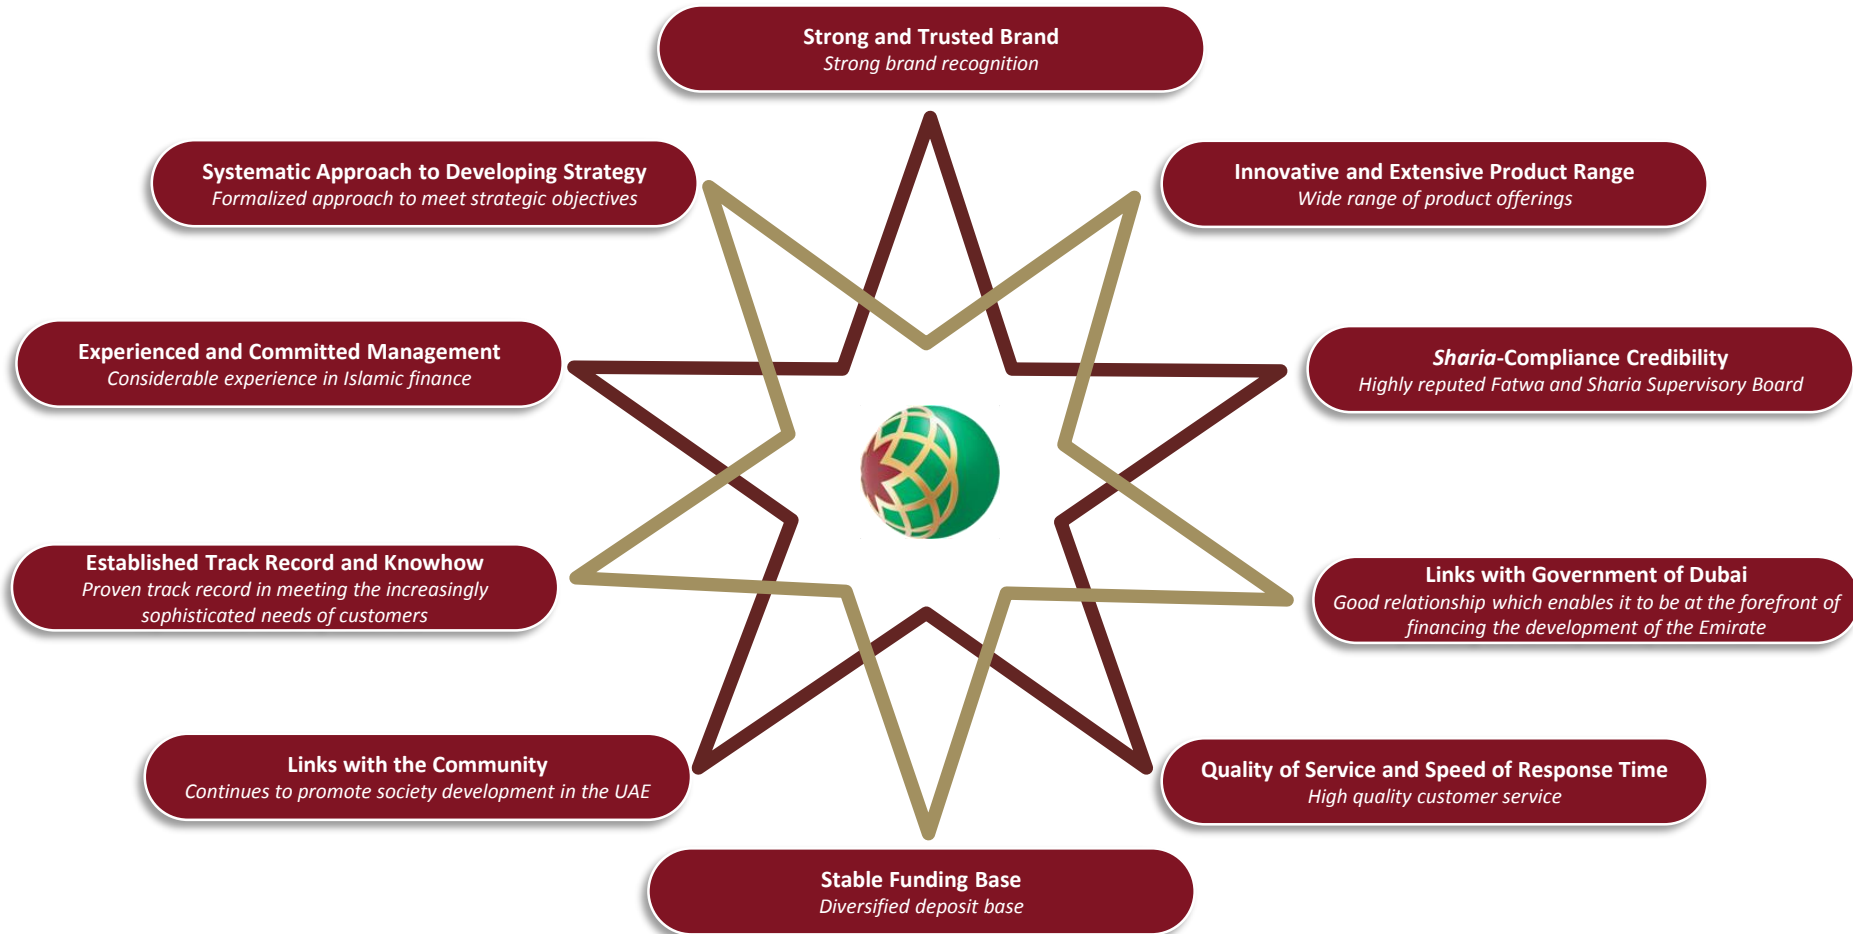 Strong and Trusted Brand
Strong brand recognition
Systematic Approach to Developing Strategy
Formalized approach to meet strategic objectives
Innovative and Extensive Product Range
Wide range of product offerings
Experienced and Committed Management
Considerable experience in Islamic finance
Sharia-Compliance Credibility
Highly reputed Fatwa and Sharia Supervisory Board
Established Track Record and Knowhow
Proven track record in meeting the increasingly
sophisticated needs of customers
Links with Government of Dubai
Good relationship which enables it to be at the forefront of
financing the development of the Emirate
Links with the Community
Continues to promote society development in the UAE
Quality of Service and Speed of Response Time
High quality customer service
Stable Funding Base
Diversified deposit base